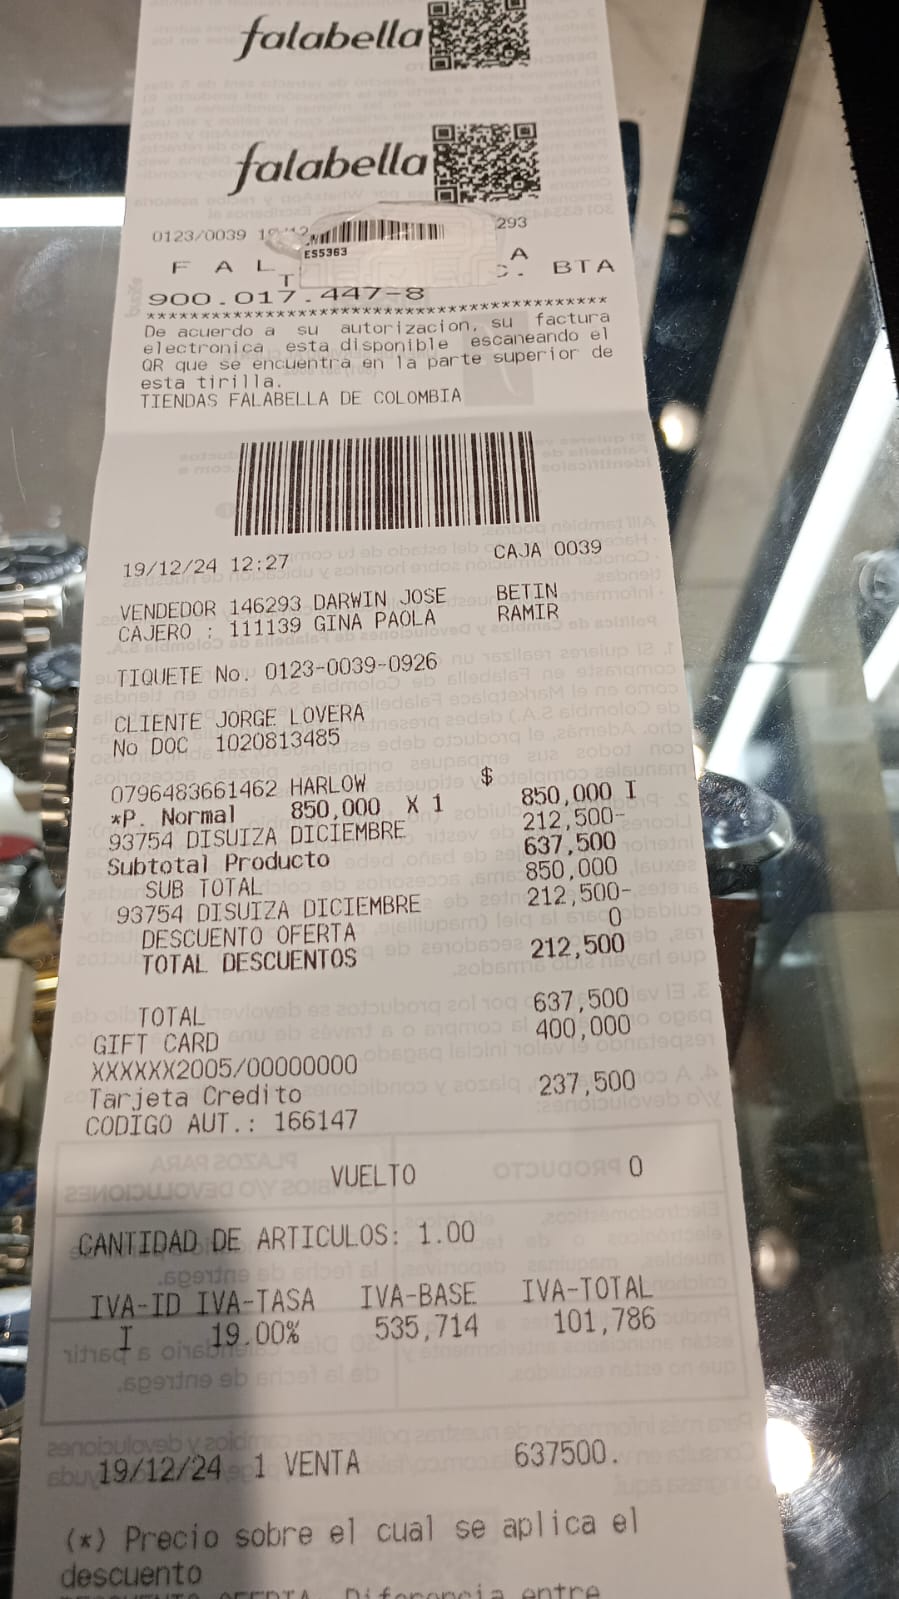 falabella
falabella
0123/0039 293
ES5363
F A L A
T C. BTA
900.017.447-8
******************************************
De acuerdo a su autorizacion, su factura
electronica esta disponible escaneando el
QR que se encuentra en la parte superior de
esta tirilla.
TIENDAS FALABELLA DE COLOMBIA
19/12/24 12:27 CAJA 0039
VENDEDOR 146293 DARWIN JOSE BETIN
CAJERO : 111139 GINA PAOLA RAMIR
TIQUETE No. 0123-0039-0926
CLIENTE JORGE LOVERA
No DOC 1020813485
0796483661462 HARLOW $
*P. Normal 850,000 X 1 850,000 I
93754 DISUIZA DICIEMBRE 212,500-
Subtotal Producto 637,500
SUB TOTAL 850,000
93754 DISUIZA DICIEMBRE 212,500-
DESCUENTO OFERTA 0
TOTAL DESCUENTOS 212,500
TOTAL 637,500
GIFT CARD 400,000
XXXXXX2005/00000000
Tarjeta Credito 237,500
CODIGO AUT.: 166147
VUELTO 0
CANTIDAD DE ARTICULOS: 1.00
IVA-ID IVA-TASA IVA-BASE IVA-TOTAL
I 19.00% 535,714 101,786
19/12/24 1 VENTA 637500.
(*) Precio sobre el cual se aplica el
descuento
OFERTA. Diferencia entre